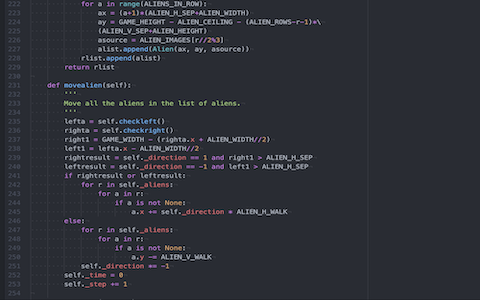 222 for a in range(ALIENS_IN_ROW):
223 ax = (a+1)*(ALIEN_H_SEP+ALIEN_WIDTH)
224 ay = GAME_HEIGHT - ALIEN_CEILING - (ALIEN_ROWS-r-1)*\
225 (ALIEN_V_SEP+ALIEN_HEIGHT)
226 asource = ALIEN_IMAGES[r//2%3]
227 alist.append(Alien(ax, ay, asource))
228 rlist.append(alist)
229 return rlist
230
231 def movealien(self):
232 '''
233 Move all the aliens in the list of aliens.
234 '''
235 lefta = self.checkleft()
236 righta = self.checkright()
237 right1 = GAME_WIDTH - (righta.x + ALIEN_WIDTH//2)
238 left1 = lefta.x - ALIEN_WIDTH//2
239 rightresult = self._direction == 1 and right1 > ALIEN_H_SEP
240 leftresult = self._direction == -1 and left1 > ALIEN_H_SEP
241 if rightresult or leftresult:
242 for r in self._aliens:
243 for a in r:
244 if a is not None:
245 a.x += self._direction * ALIEN_H_WALK
246 else:
247 for r in self._aliens:
248 for a in r:
249 if a is not None:
250 a.y -= ALIEN_V_WALK
251 self._direction *= -1
252 self._time = 0
253 self._step += 1
254